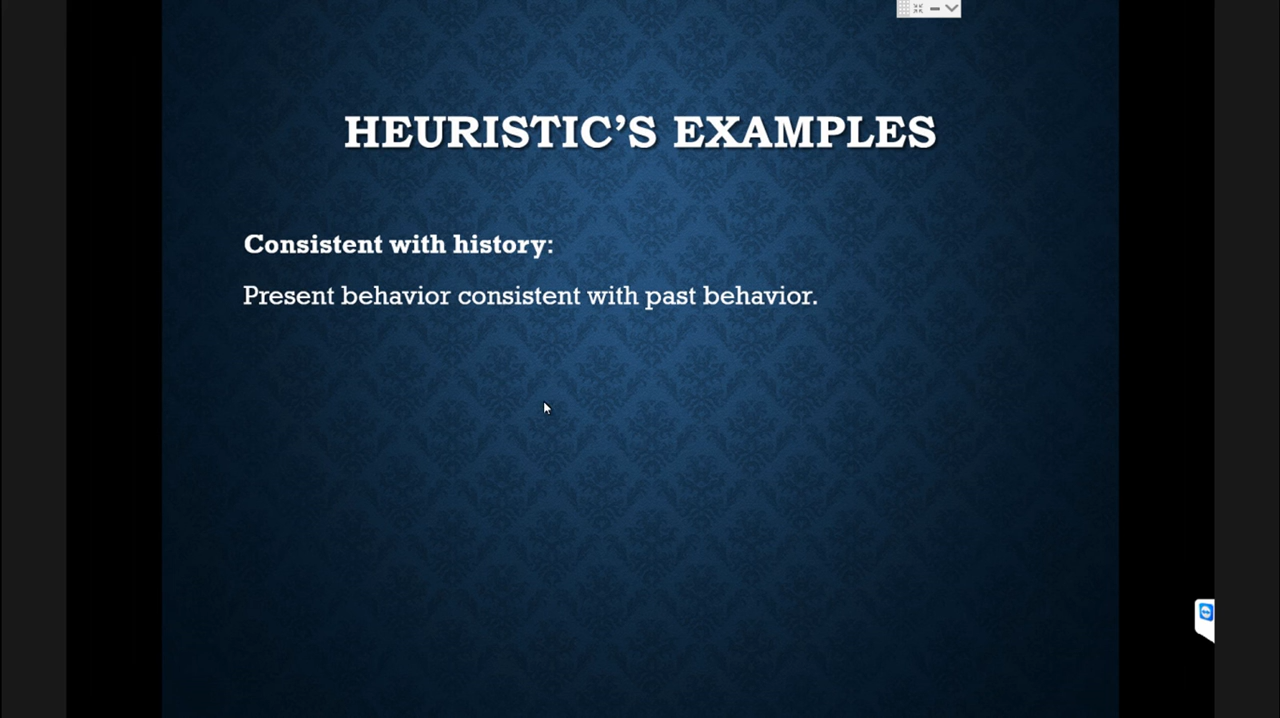 HEURISTIC’S EXAMPLES
Consistent with history:
Present behavior consistent with past behavior.